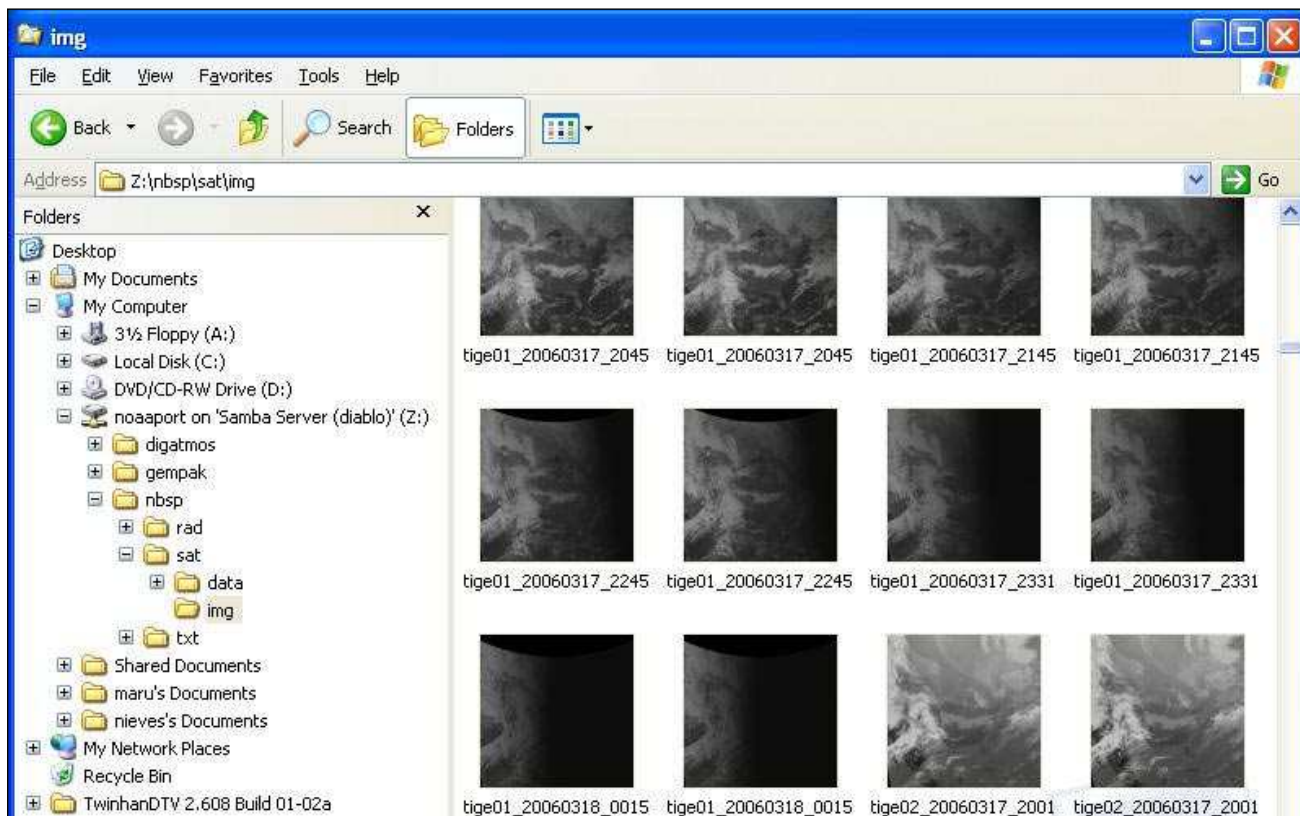 img
File Edit View Favorites Tools Help
Back Search Folders
Address Z:\nbsp\sat\img Go
Folders
Desktop
My Documents
My Computer
3½ Floppy (A:)
Local Disk (C:)
DVD/CD-RW Drive (D:)
noaaport on 'Samba Server (diablo)' (Z:)
digatmos
gempak
nbsp
rad
sat
data
img
txt
Shared Documents
maru's Documents
nieves's Documents
My Network Places
Recycle Bin
TwinhanDTV 2.608 Build 01-02a
tige01_20060317_2045 tige01_20060317_2045 tige01_20060317_2145 tige01_20060317_2145
tige01_20060317_2245 tige01_20060317_2245 tige01_20060317_2331 tige01_20060317_2331
tige01_20060318_0015 tige01_20060318_0015 tige02_20060317_2001 tige02_20060317_2001